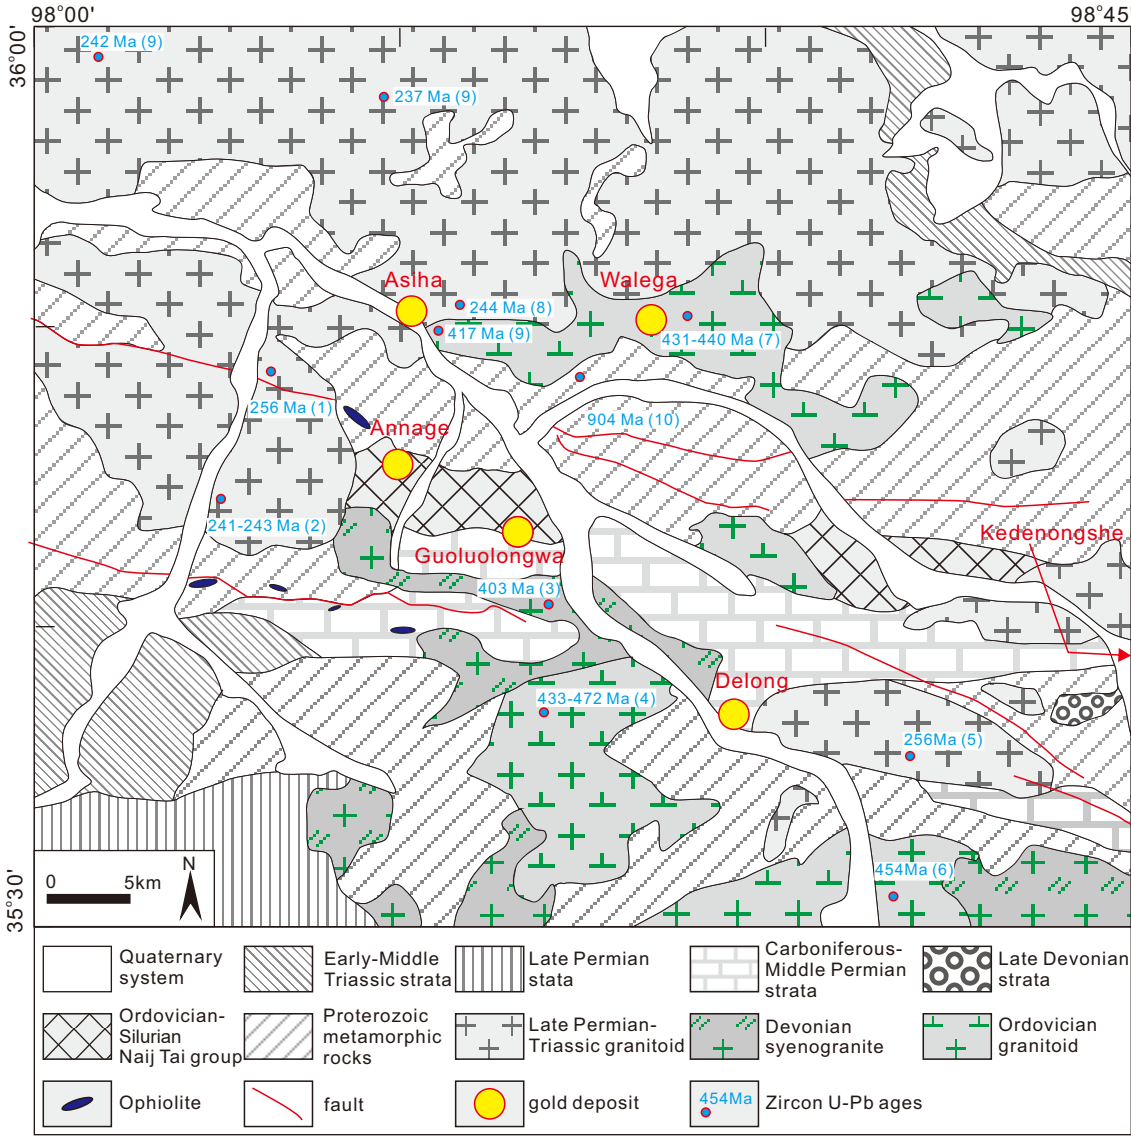 98°00'
98°45'
36°00'
242 Ma (9)
237 Ma (9)
Aslha
Walega
244 Ma (8)
417 Ma (9)
431-440 Ma (7)
256 Ma (1)
904 Ma (10)
Annage
241-243 Ma (2)
Kedenongshe
Guoluolongwa
403 Ma (3)
Delong
433-472 Ma (4)
256Ma (5)
454Ma (6)
35°30'
0 5km
N
Quaternary
system
Early-Middle
Triassic strata
Late Permian
stata
Carboniferous-
Middle Permian
strata
Late Devonian
strata
Ordovician-
Silurian
Naij Tai group
Proterozoic
metamorphic
rocks
Late Permian-
Triassic granitoid
Devonian
syenogranite
Ordovician
granitoid
Ophiolite
fault
gold deposit
454Ma
Zircon U-Pb ages